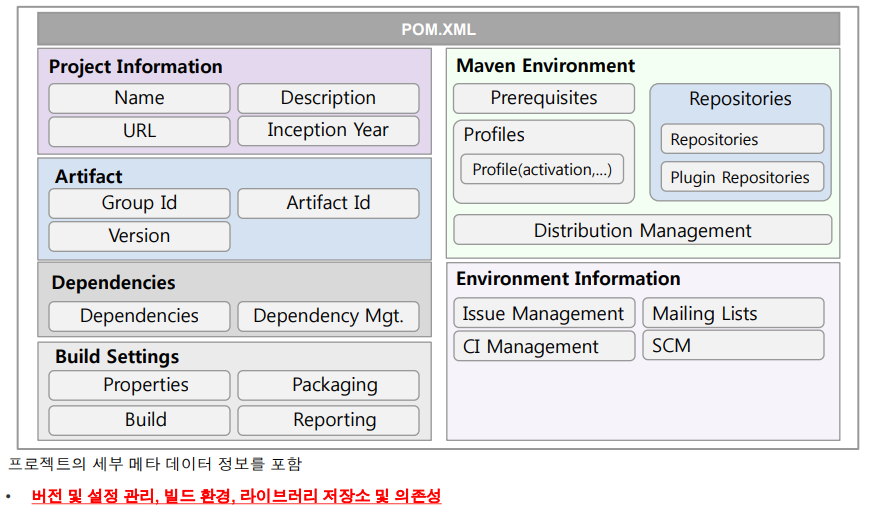 POM.XML
Project Information
Name
Description
URL
Inception Year
Artifact
Group Id
Artifact Id
Version
Dependencies
Dependencies
Dependency Mgt.
Build Settings
Properties
Packaging
Build
Reporting
Maven Environment
Prerequisites
Profiles
Profile(activation,...)
Repositories
Repositories
Plugin Repositories
Distribution Management
Environment Information
Issue Management
Mailing Lists
CI Management
SCM
프로젝트의 세부 메타 데이터 정보를 포함
• 버전 및 설정 관리, 빌드 환경, 라이브러리 저장소 및 의존성